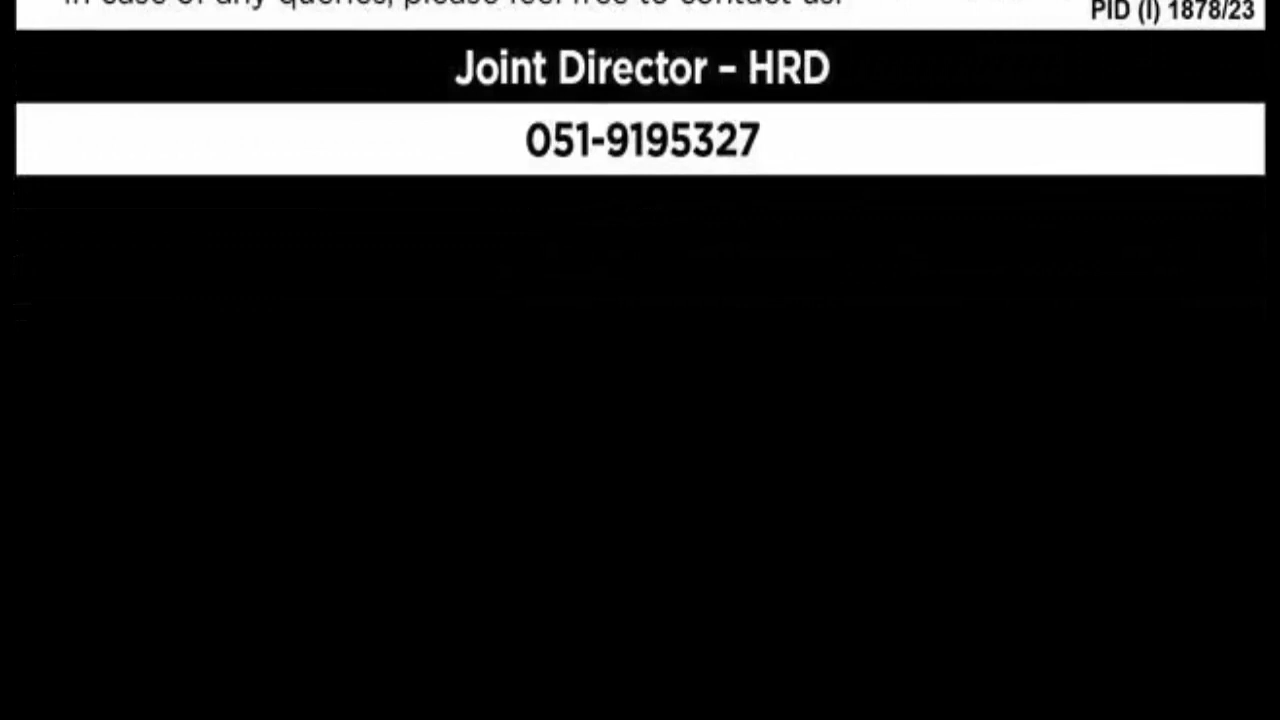 In case of any queries, please feel free to contact us.
PID (I) 1878/23
Joint Director – HRD
051-9195327